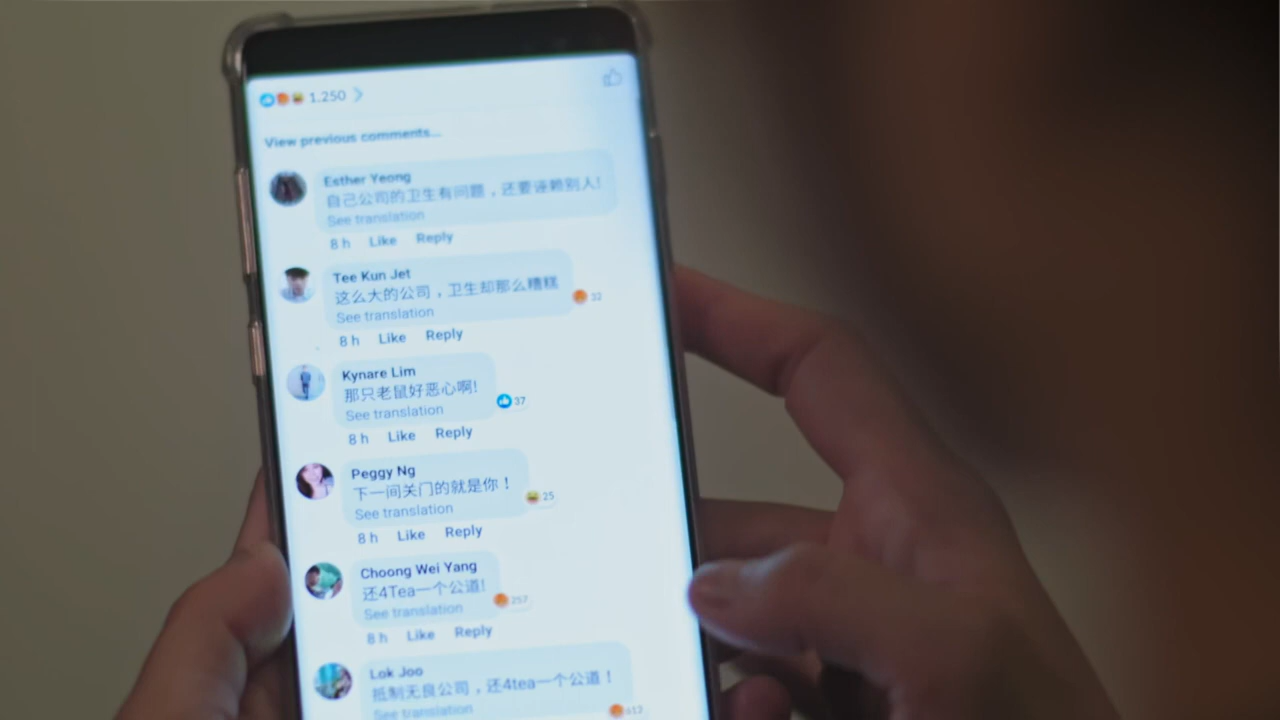 1,250
View previous comments...
Esther Yeong
自己公司的卫生有问题，还要诬赖别人!
See translation
8 h Like Reply
Tee Kun Jet
这么大的公司，卫生却那么糟糕
32
See translation
8 h Like Reply
Kynare Lim
那只老鼠好恶心啊!
37
See translation
8 h Like Reply
Peggy Ng
下一间关门的就是你！
25
See translation
8 h Like Reply
Choong Wei Yang
还4Tea一个公道!
257
See translation
8 h Like Reply
Lok Joo
抵制无良公司，还4tea一个公道！
See translation